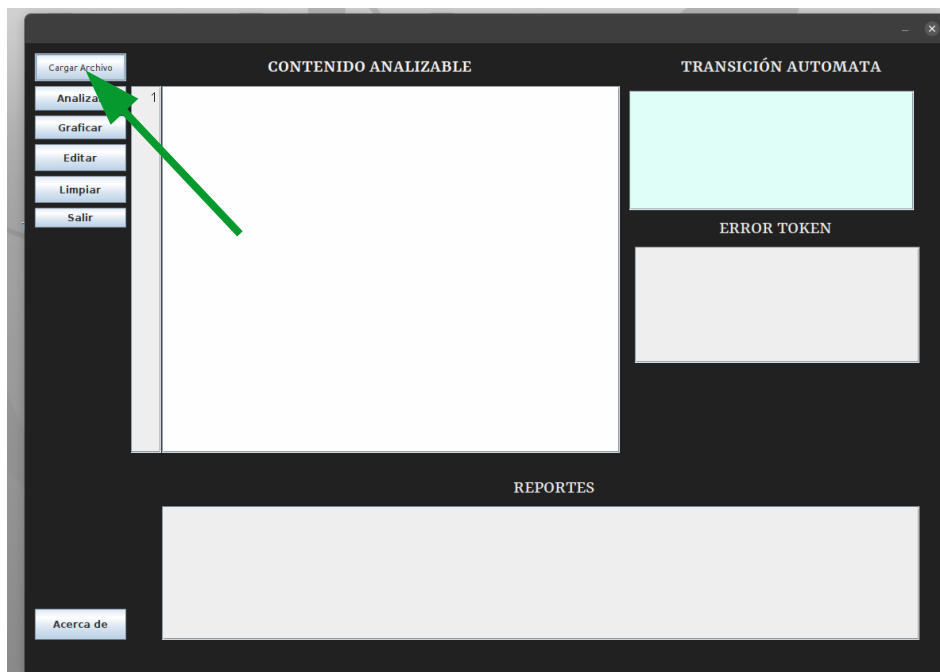 Cargar Archivo
CONTENIDO ANALIZABLE
TRANSICIÓN AUTOMATA
1
Graficar
Editar
Limpiar
Salir
ERROR TOKEN
REPORTES
Acerca de